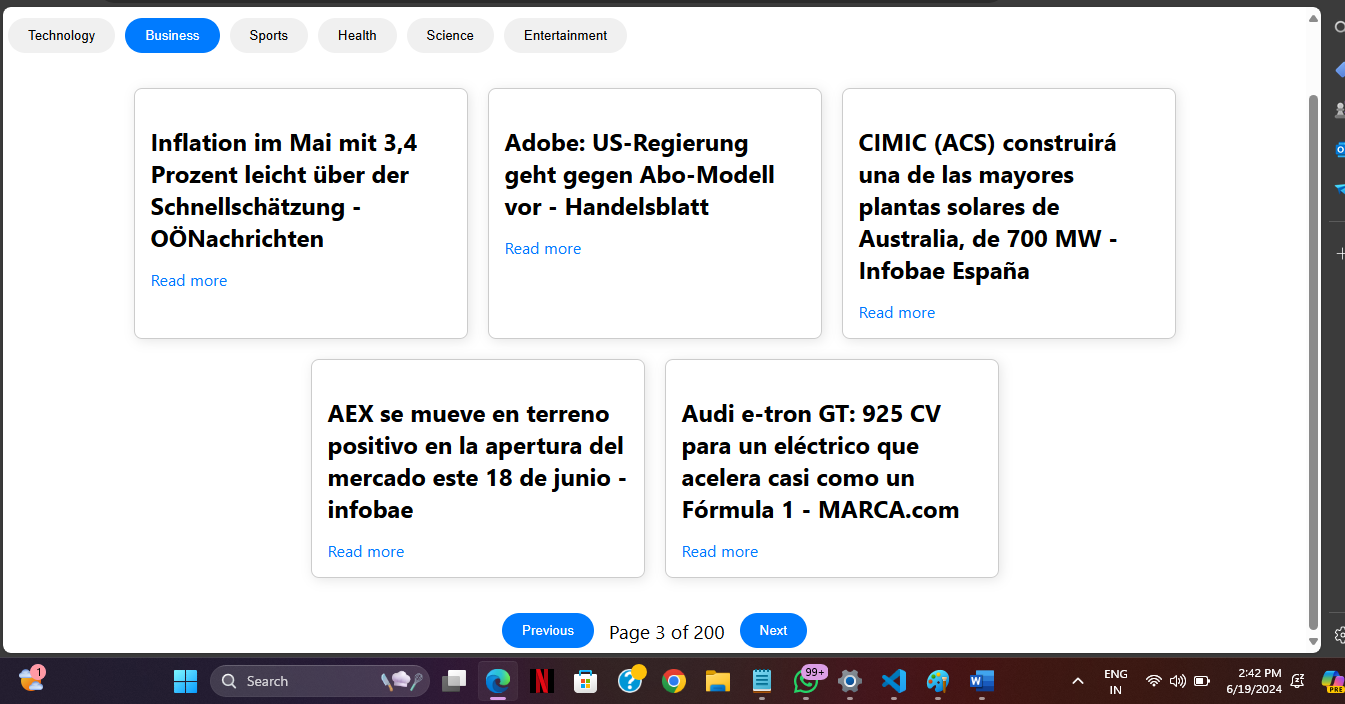 Technology
Business
Sports
Health
Science
Entertainment
Inflation im Mai mit 3,4
Prozent leicht über der
Schnellschätzung -
OÖNachrichten
Read more
Adobe: US-Regierung
geht gegen Abo-Modell
vor - Handelsblatt
Read more
CIMIC (ACS) construirá
una de las mayores
plantas solares de
Australia, de 700 MW -
Infobae España
Read more
AEX se mueve en terreno
positivo en la apertura del
mercado este 18 de junio -
infobae
Read more
Audi e-tron GT: 925 CV
para un eléctrico que
acelera casi como un
Fórmula 1 - MARCA.com
Read more
Previous
Page 3 of 200
Next
1
Search
99+
ENG
IN
2:42 PM
6/19/2024
PRE